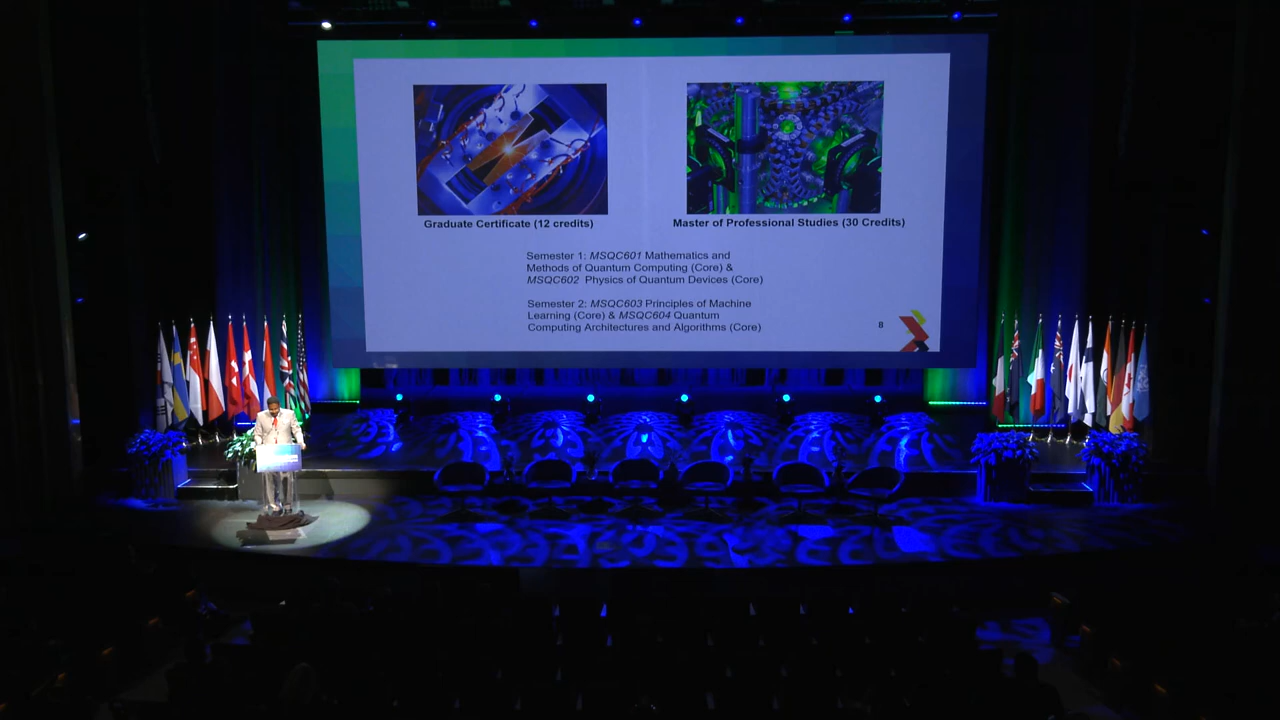 Graduate Certificate (12 credits)
Master of Professional Studies (30 Credits)
Semester 1: MSQC601 Mathematics and
Methods of Quantum Computing (Core) &
MSQC602 Physics of Quantum Devices (Core)
Semester 2: MSQC603 Principles of Machine
Learning (Core) & MSQC604 Quantum
Computing Architectures and Algorithms (Core)
8